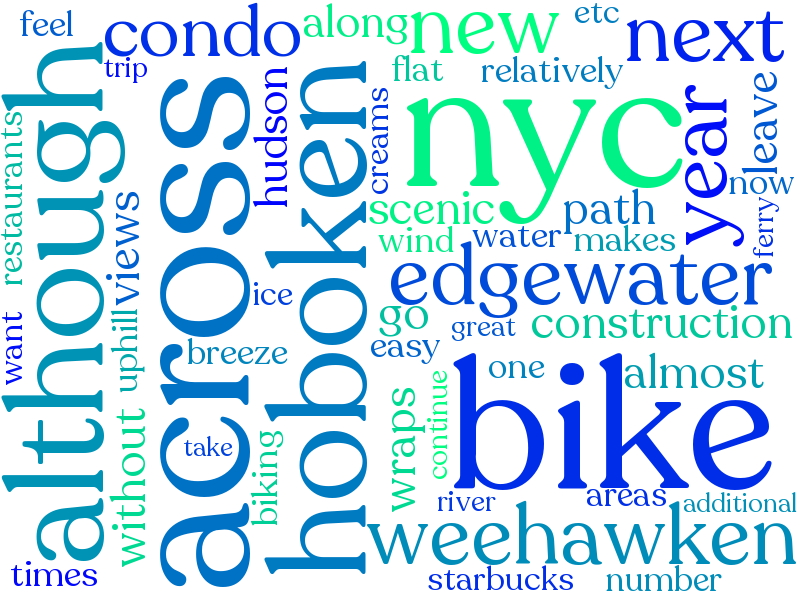 feel
condo
along
new
etc
next
trip
flat
relatively
although
across
hudson
hoboken
creams
nyc
year
leave
restaurants
views
scenic
path
now
wind
water
makes
ferry
edgewater
ice
want
uphill
breeze
go
great
construction
easy
one
almost
without
take
biking
wraps
continue
bike
river
areas
additional
weehawken
times
starbucks
number